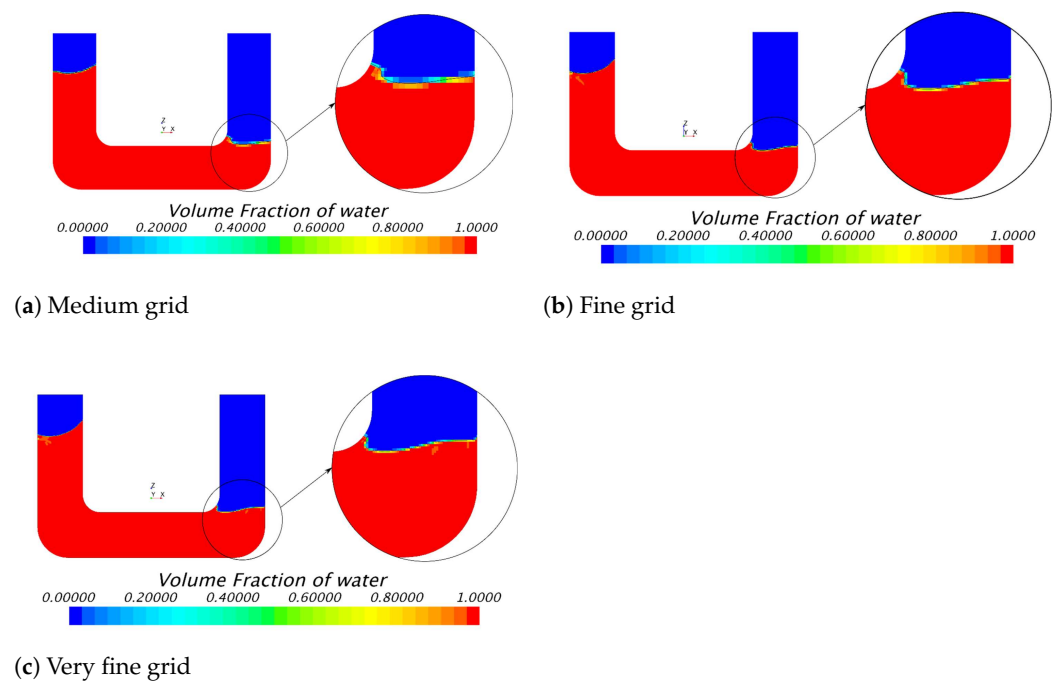 Z
Y X
Volume Fraction of water
0.00000 0.20000 0.40000 0.60000 0.80000 1.0000
(a) Medium grid
Z
Y X
Volume Fraction of water
0.00000 0.20000 0.40000 0.60000 0.80000 1.0000
(b) Fine grid
Z
Y X
Volume Fraction of water
0.00000 0.20000 0.40000 0.60000 0.80000 1.0000
(c) Very fine grid